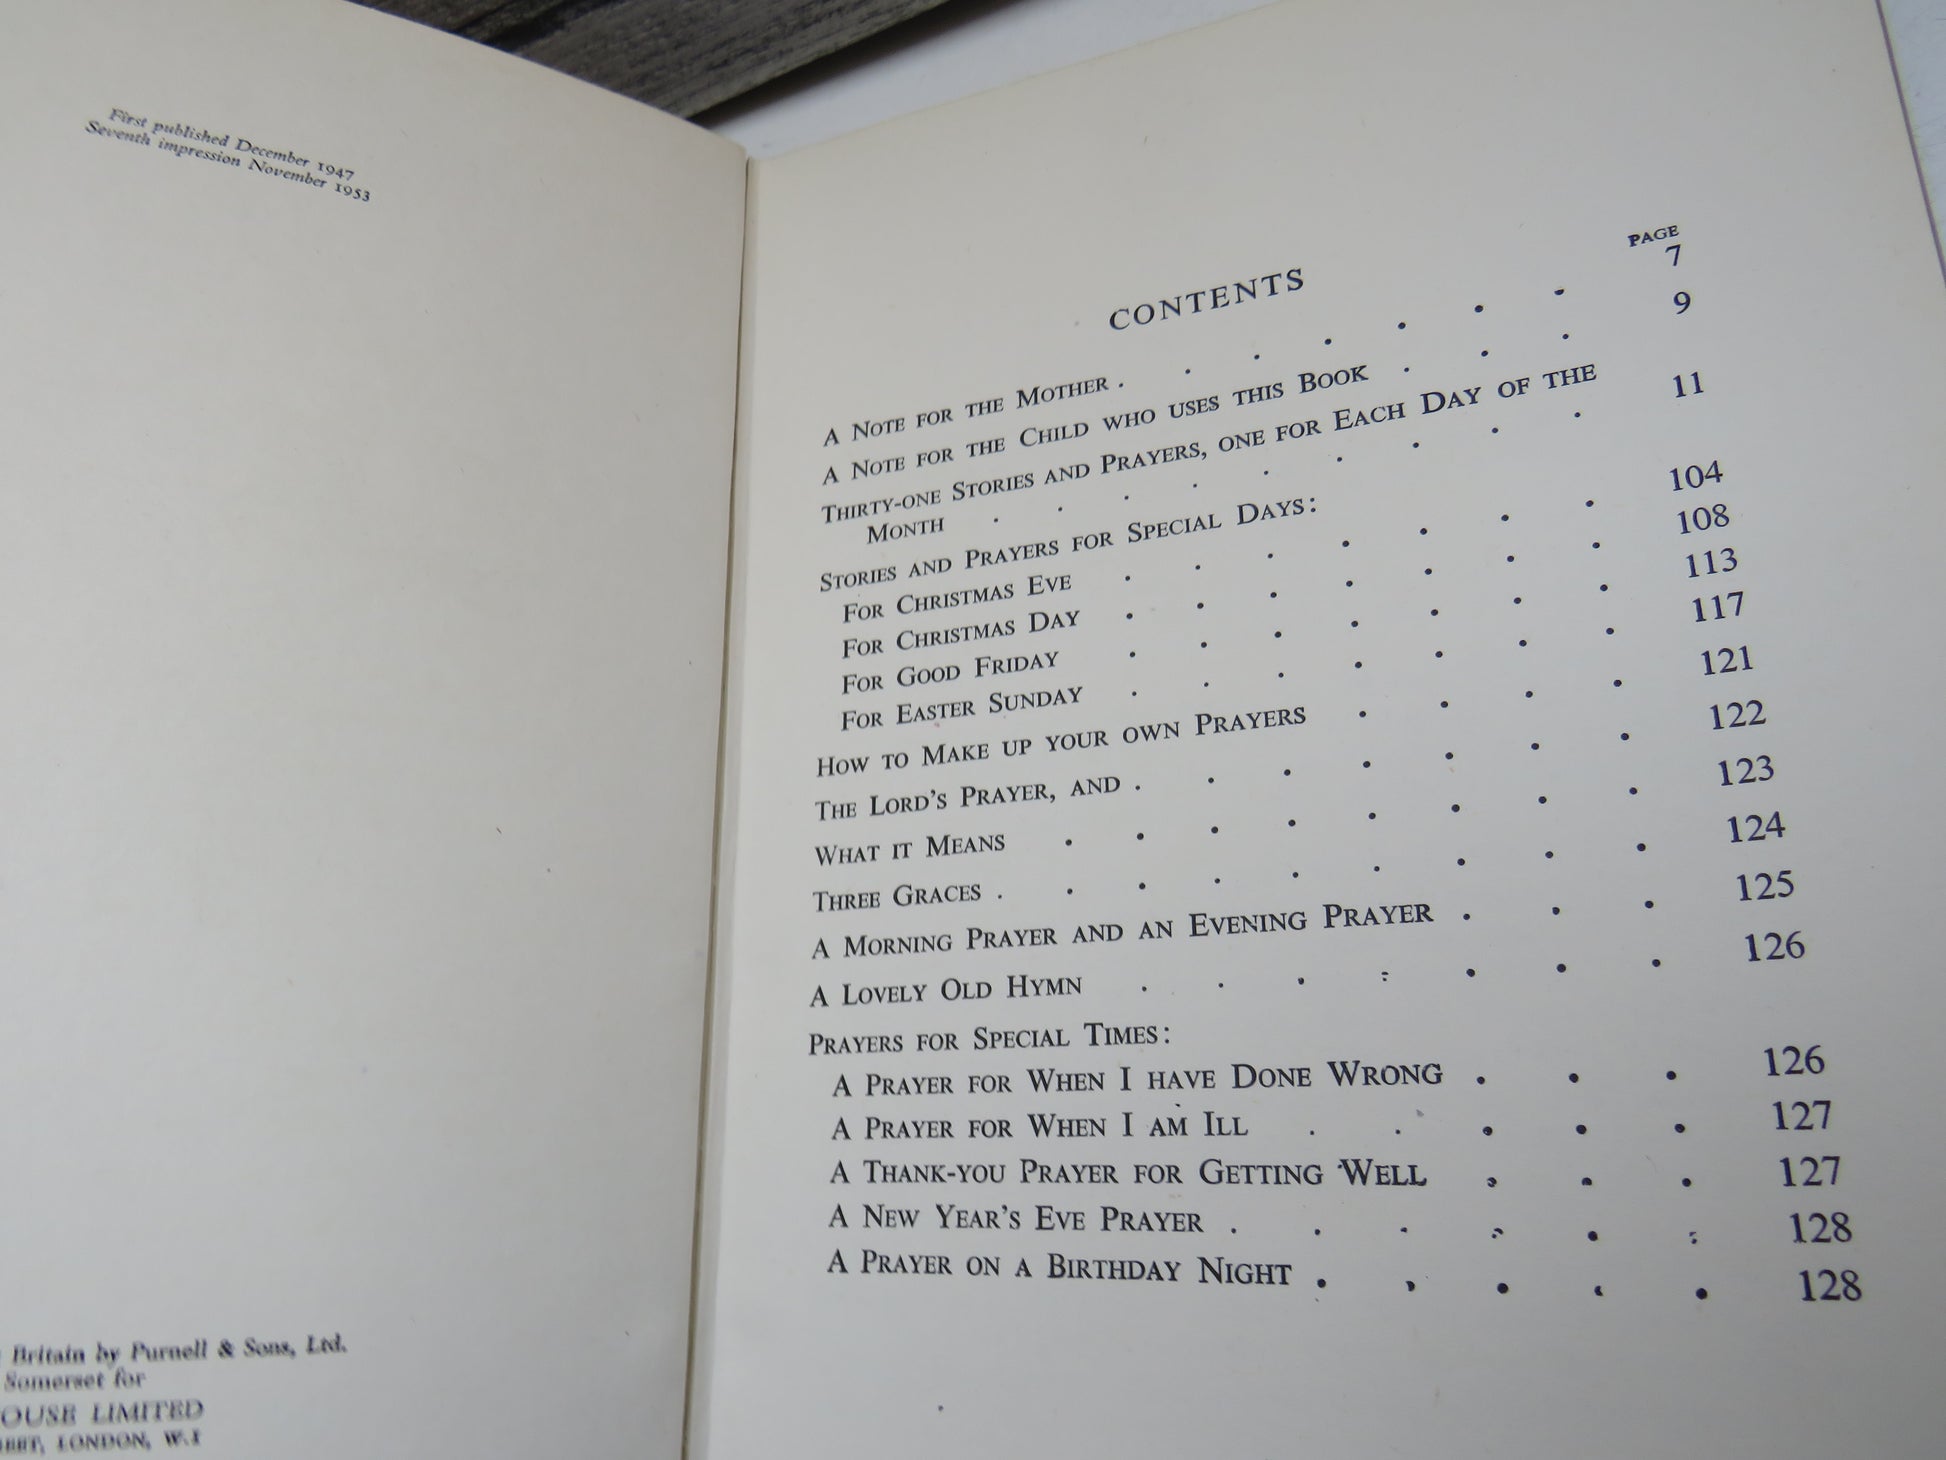 First published December 1947
Seventh impression November 1953
Britain by Purnell & Sons, Ltd.
Somerset for
LIMITED
LONDON, W.1
CONTENTS
PAGE
A NOTE FOR THE MOTHER . . . . . . . 7
A NOTE FOR THE CHILD WHO USES THIS BOOK . . . 9
THIRTY-ONE STORIES AND PRAYERS, ONE FOR EACH DAY OF THE
MONTH . . . . . . . . . 11
STORIES AND PRAYERS FOR SPECIAL DAYS:
FOR CHRISTMAS EVE . . . . . . . 104
FOR CHRISTMAS DAY . . . . . . . 108
FOR GOOD FRIDAY . . . . . . . 113
FOR EASTER SUNDAY . . . . . . . 117
HOW TO MAKE UP YOUR OWN PRAYERS . . . . 121
THE LORD'S PRAYER, AND . . . . . . . 122
WHAT IT MEANS . . . . . . . . 123
THREE GRACES . . . . . . . . . 124
A MORNING PRAYER AND AN EVENING PRAYER . . . 125
A LOVELY OLD HYMN . . . . . . . 126
PRAYERS FOR SPECIAL TIMES:
A PRAYER FOR WHEN I HAVE DONE WRONG . . . 126
A PRAYER FOR WHEN I AM ILL . . . . . 127
A THANK-YOU PRAYER FOR GETTING WELL . . . 127
A NEW YEAR'S EVE PRAYER . . . . . . 128
A PRAYER ON A BIRTHDAY NIGHT . . . . . 128